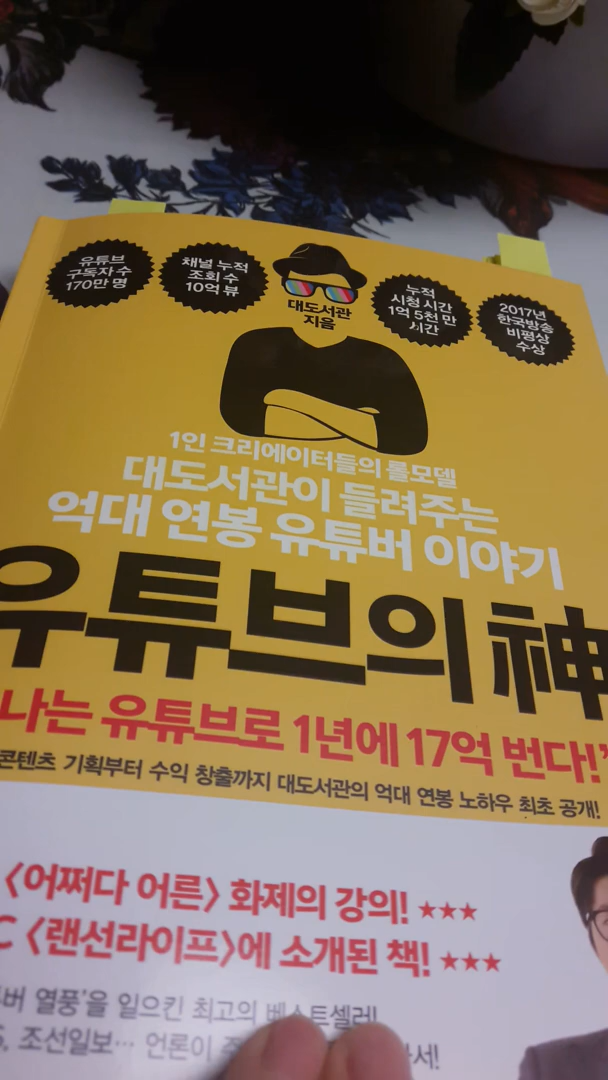 유튜브
구독자 수
170만 명
채널 누적
조회 수
10억 뷰
대도서관
지음
누적
시청 시간
1억 5천만
시간
2017년
한국방송
비평상
수상
1인 크리에이터들의 롤모델
대도서관이 들려주는
억대 연봉 유튜버 이야기
유튜브의 神
나는 유튜브로 1년에 17억 번다!"
콘텐츠 기획부터 수익 창출까지 대도서관의 억대 연봉 노하우 최초 공개!
〈어쩌다 어른〉 화제의 강의! ★★★
C 〈랜선라이프〉에 소개된 책! ★★★
버 열풍'을 일으킨 최고의 베스트셀러!
조선일보… 언론이